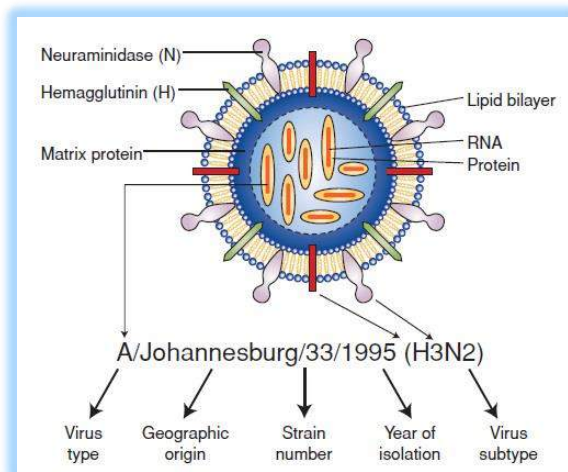 Neuraminidase (N)
Hemagglutinin (H)
Lipid bilayer
Matrix protein
RNA
Protein
A/Johannesburg/33/1995 (H3N2)
Virus
type
Geographic
origin
Strain
number
Year of
isolation
Virus
subtype